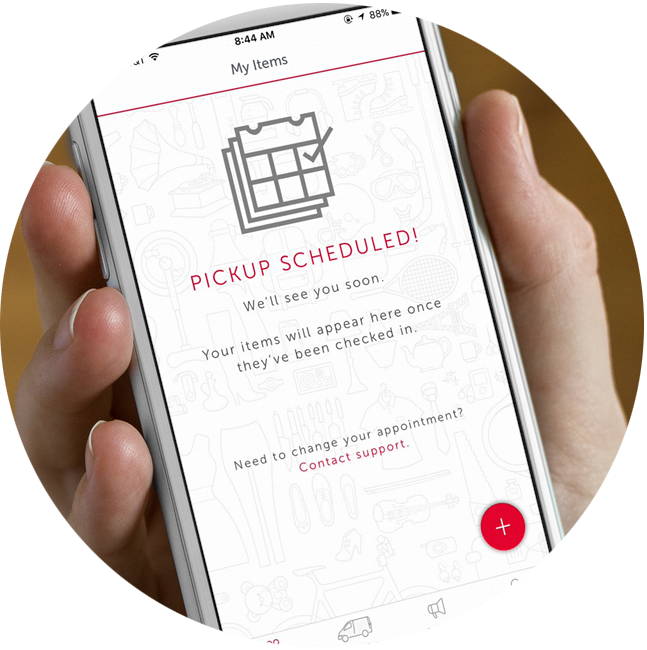 8:44 AM
88%
My Items
PICKUP SCHEDULED!
We'll see you soon.
Your items will appear here once
they've been checked in.
Need to change your appointment?
Contact support.